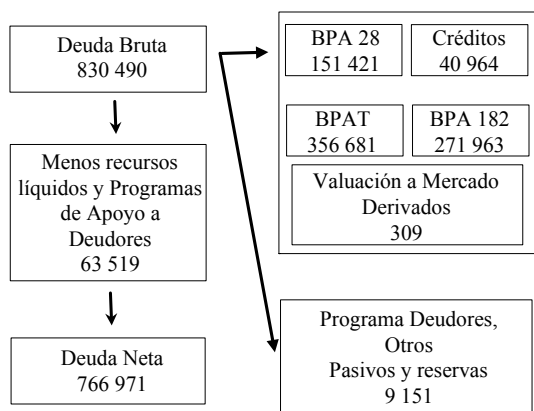 Deuda Bruta
830 490
Menos recursos
líquidos y Programas
de Apoyo a
Deudores
63 519
Deuda Neta
766 971
BPA 28
151 421
Créditos
40 964
BPAT
356 681
BPA 182
271 963
Valuación a Mercado
Derivados
309
Programa Deudores,
Otros
Pasivos y reservas
9 151